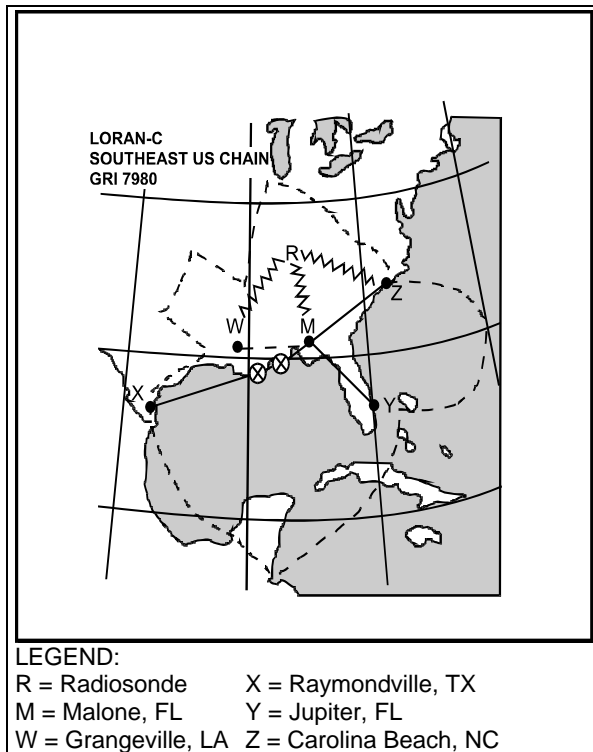 LORAN-C
SOUTHEAST US CHAIN
GRI 7980
R
Z
W
M
X
X
X
Y
LEGEND:
R = Radiosonde X = Raymondville, TX
M = Malone, FL Y = Jupiter, FL
W = Grangeville, LA Z = Carolina Beach, NC